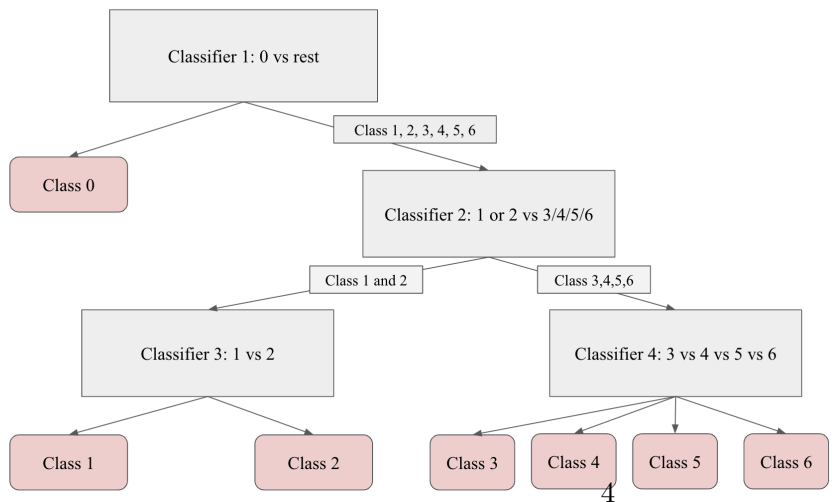 Classifier 1: 0 vs rest
Class 1, 2, 3, 4, 5, 6
Class 0
Classifier 2: 1 or 2 vs 3/4/5/6
Class 1 and 2
Class 3,4,5,6
Classifier 3: 1 vs 2
Classifier 4: 3 vs 4 vs 5 vs 6
Class 1
Class 2
Class 3
Class 4
Class 5
Class 6
4